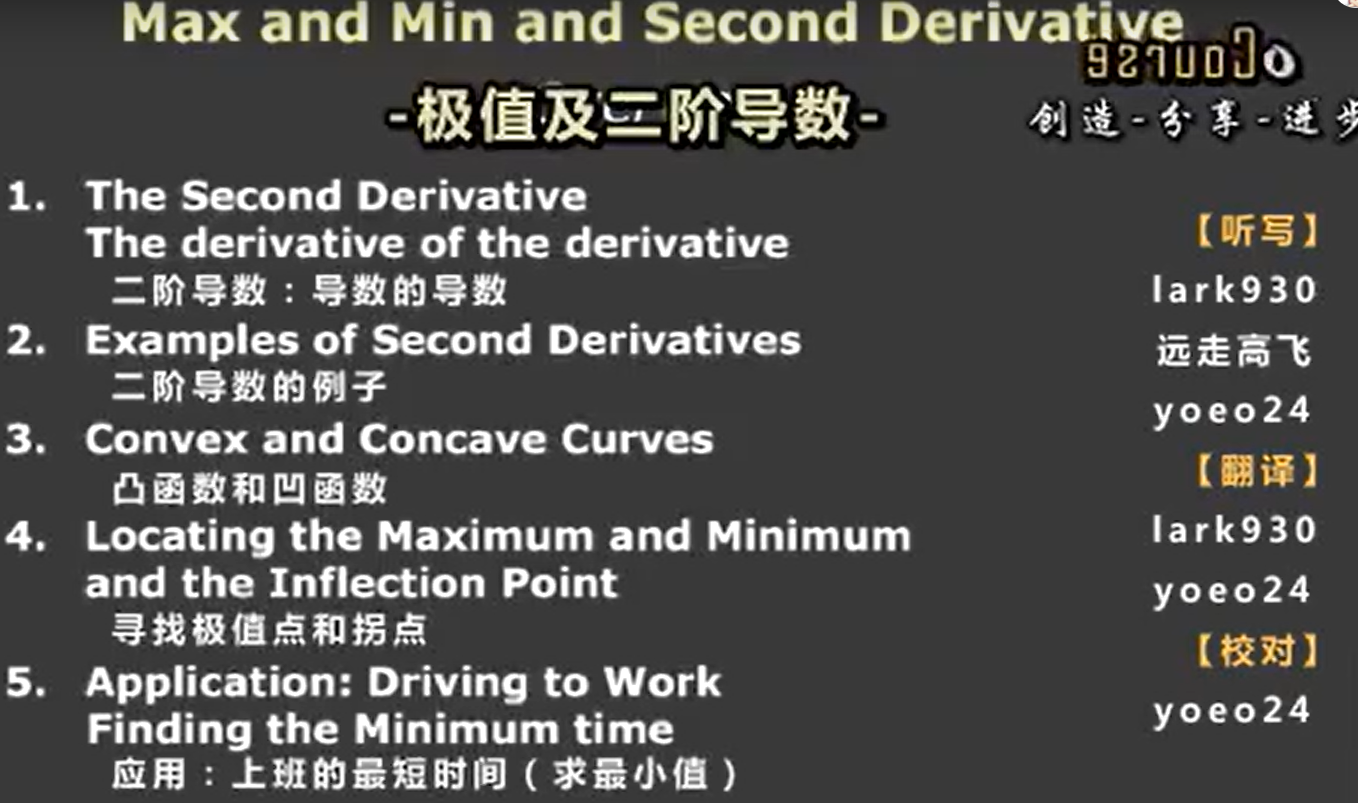 Max and Min and Second Derivative
-极值及二阶导数-
创造-分享-进步
1. The Second Derivative
The derivative of the derivative
二阶导数：导数的导数
2. Examples of Second Derivatives
二阶导数的例子
3. Convex and Concave Curves
凸函数和凹函数
4. Locating the Maximum and Minimum
and the Inflection Point
寻找极值点和拐点
5. Application: Driving to Work
Finding the Minimum time
应用：上班的最短时间（求最小值）
【听写】
lark930
远走高飞
yoeo24
【翻译】
lark930
yoeo24
【校对】
yoeo24